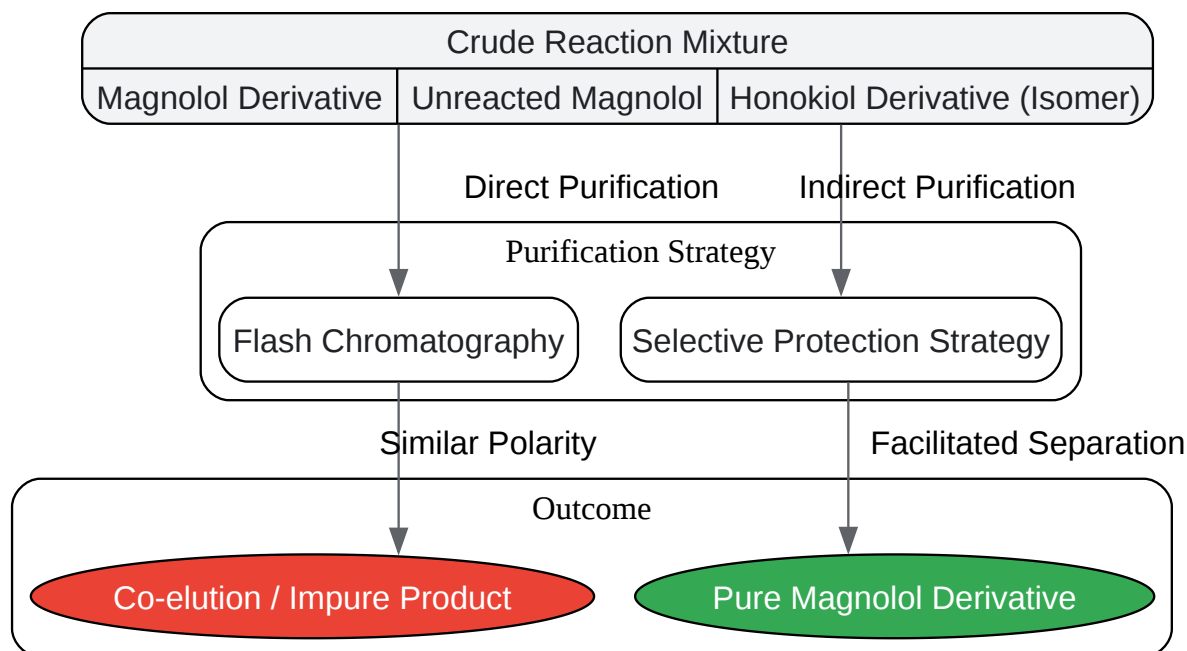 Crude Reaction Mixture
Magnolol Derivative
Unreacted Magnolol
Honokiol Derivative (Isomer)
Direct Purification
Indirect Purification
Purification Strategy
Flash Chromatography
Selective Protection Strategy
Similar Polarity
Facilitated Separation
Outcome
Co-elution / Impure Product
Pure Magnolol Derivative